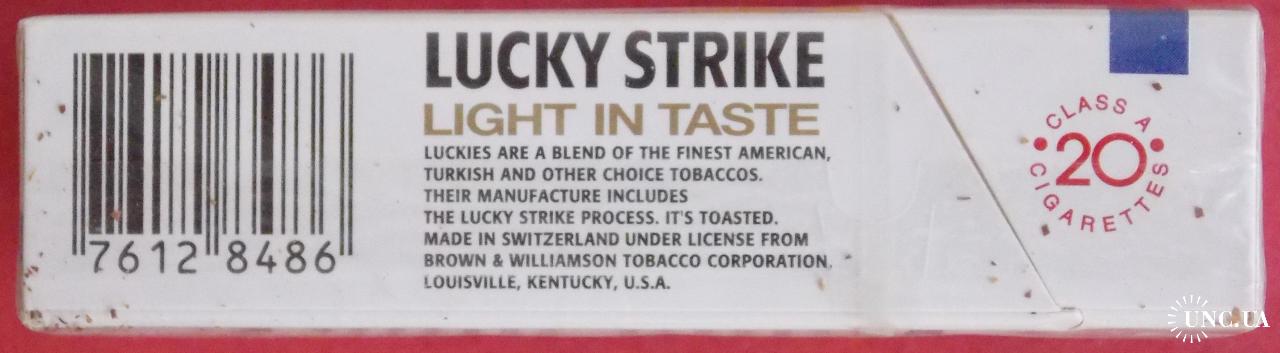 LUCKY STRIKE
LIGHT IN TASTE
LUCKIES ARE A BLEND OF THE FINEST AMERICAN,
TURKISH AND OTHER CHOICE TOBACCOS.
THEIR MANUFACTURE INCLUDES
THE LUCKY STRIKE PROCESS. IT'S TOASTED.
MADE IN SWITZERLAND UNDER LICENSE FROM
BROWN & WILLIAMSON TOBACCO CORPORATION,
LOUISVILLE, KENTUCKY, U.S.A.
7612 8486
CLASS A
20
CIGARETTES
UNC.UA